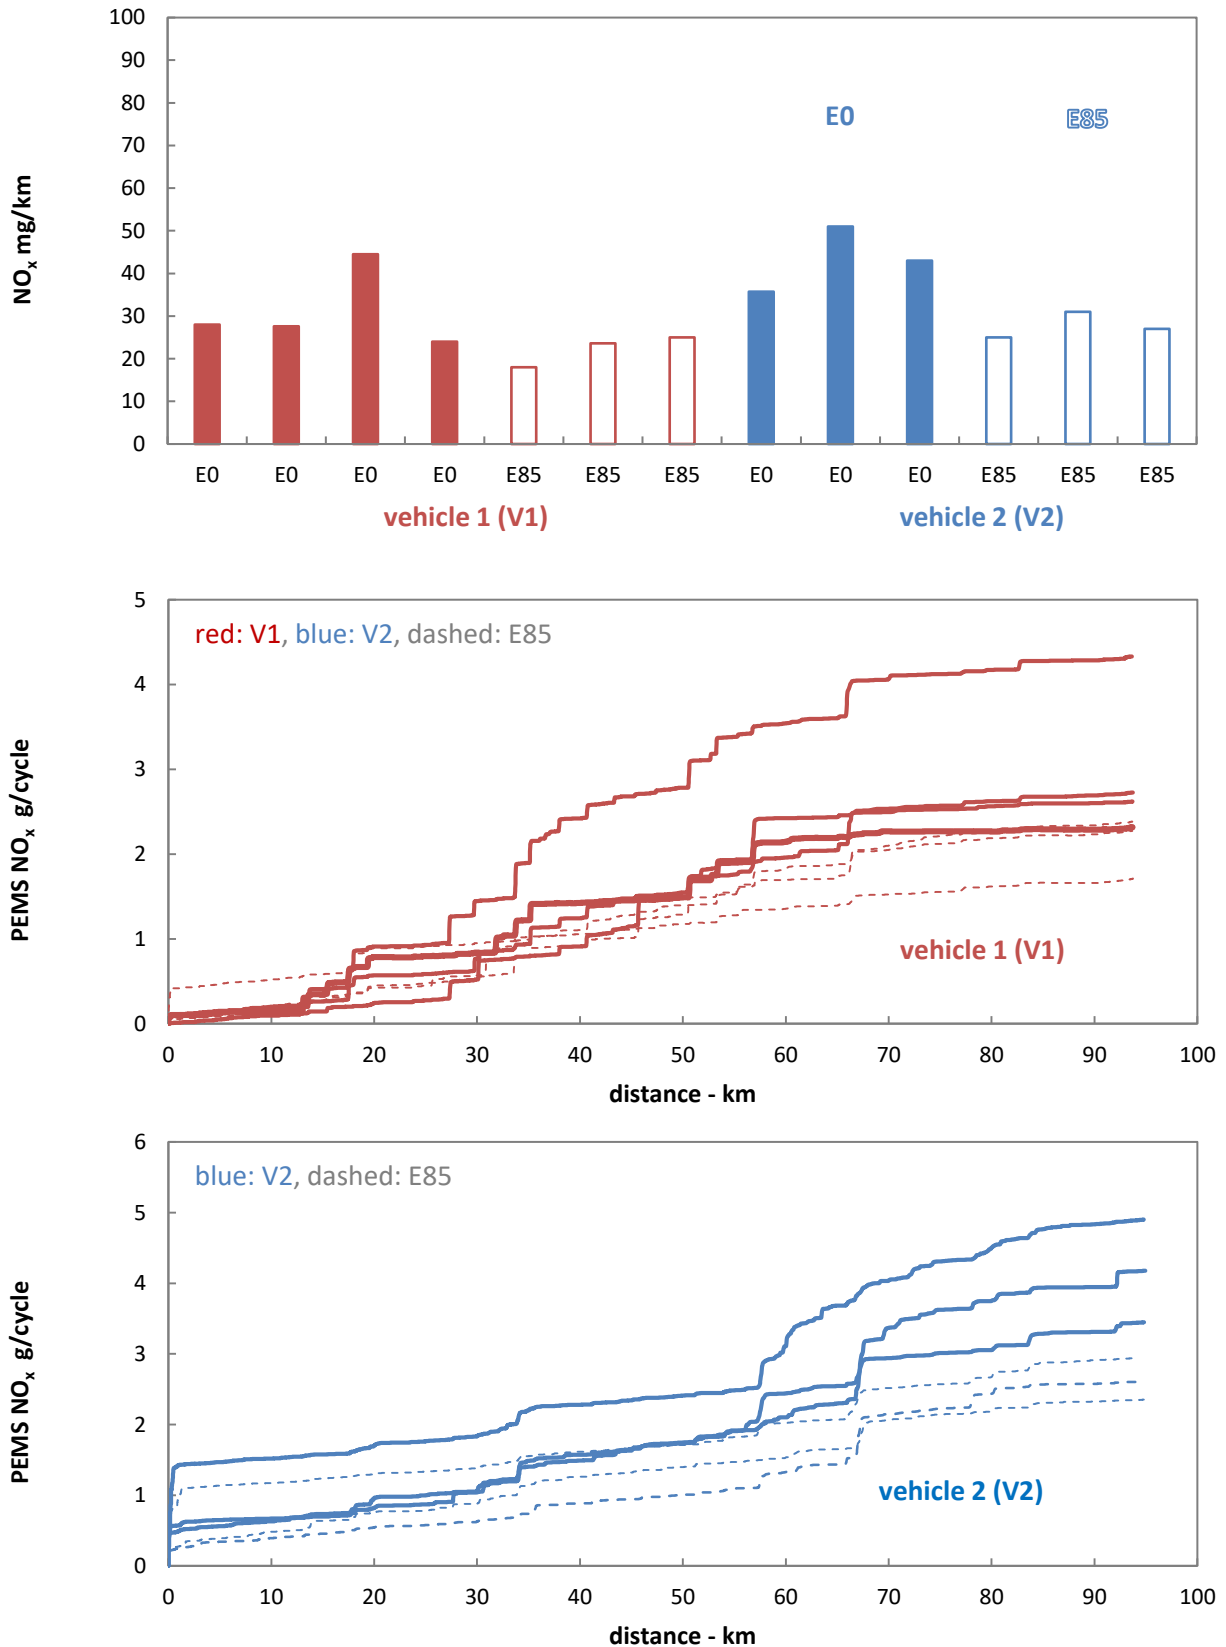 100
90
80
70
60
50
40
30
20
10
0
NOx mg/km
E0
E85
E0 E0 E0 E0 E85 E85 E85 E0 E0 E0 E85 E85 E85
vehicle 1 (V1) vehicle 2 (V2)
5
4
3
2
1
0
PEMS NOx g/cycle
red: V1, blue: V2, dashed: E85
vehicle 1 (V1)
0 10 20 30 40 50 60 70 80 90 100
distance - km
6
5
4
3
2
1
0
PEMS NOx g/cycle
blue: V2, dashed: E85
vehicle 2 (V2)
0 10 20 30 40 50 60 70 80 90 100
distance - km